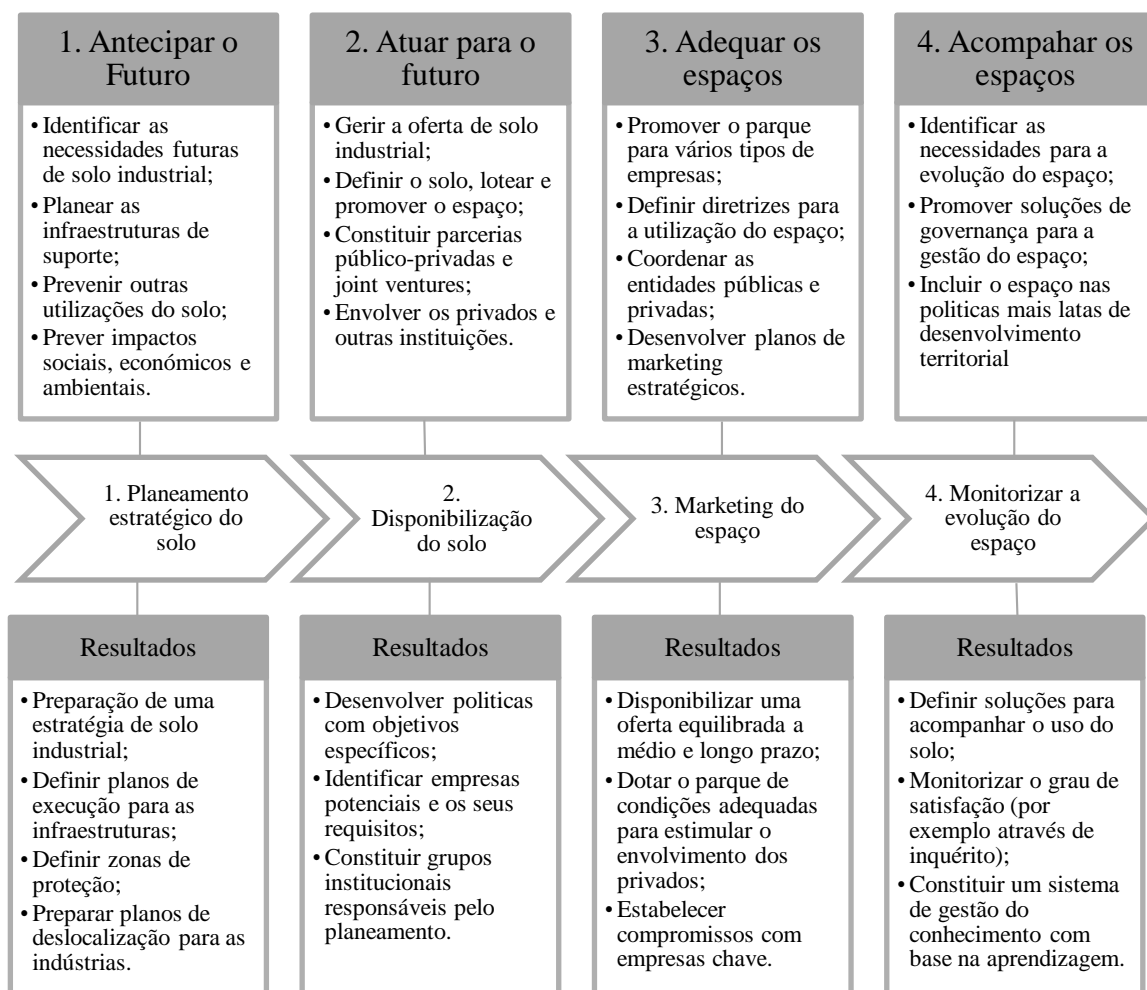 1. Antecipar o
Futuro
• Identificar as
necessidades futuras
de solo industrial;
• Planear as
infraestruturas de
suporte;
• Prevenir outras
utilizações do solo;
• Prever impactos
sociais, económicos e
ambientais.
2. Atuar para o
futuro
• Gerir a oferta de solo
industrial;
• Definir o solo, lotear e
promover o espaço;
• Constituir parcerias
público-privadas e
joint ventures;
• Envolver os privados e
outras instituições.
3. Adequar os
espaços
• Promover o parque
para vários tipos de
empresas;
• Definir diretrizes para
a utilização do espaço;
• Coordenar as
entidades públicas e
privadas;
• Desenvolver planos de
marketing
estratégicos.
4. Acompahar os
espaços
• Identificar as
necessidades para a
evolução do espaço;
• Promover soluções de
governança para a
gestão do espaço;
• Incluir o espaço nas
politicas mais latas de
desenvolvimento
territorial
1. Planeamento
estratégico do
solo
2.
Disponibilização
do solo
3. Marketing do
espaço
4. Monitorizar a
evolução do
espaço
Resultados
• Preparação de uma
estratégia de solo
industrial;
• Definir planos de
execução para as
infraestruturas;
• Definir zonas de
proteção;
• Preparar planos de
deslocalização para as
indústrias.
Resultados
• Desenvolver politicas
com objetivos
específicos;
• Identificar empresas
potenciais e os seus
requisitos;
• Constituir grupos
institucionais
responsáveis pelo
planeamento.
Resultados
• Disponibilizar uma
oferta equilibrada a
médio e longo prazo;
• Dotar o parque de
condições adequadas
para estimular o
envolvimento dos
privados;
• Estabelecer
compromissos com
empresas chave.
Resultados
• Definir soluções para
acompanhar o uso do
solo;
• Monitorizar o grau de
satisfação (por
exemplo através de
inquérito);
• Constituir um sistema
de gestão do
conhecimento com
base na aprendizagem.